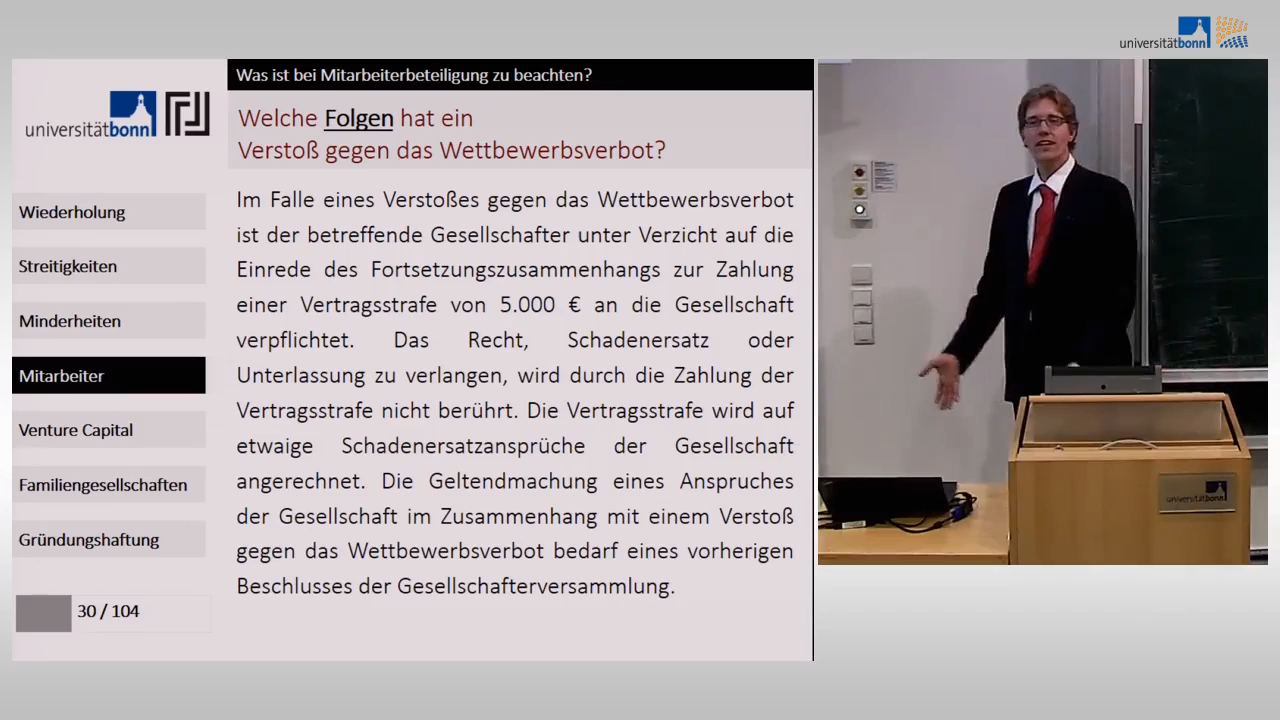 universitätbonn
Was ist bei Mitarbeiterbeteiligung zu beachten?
universitätbonn
Welche Folgen hat ein
Verstoß gegen das Wettbewerbsverbot?
Wiederholung
Streitigkeiten
Minderheiten
Mitarbeiter
Venture Capital
Familiengesellschaften
Gründungshaftung
30 / 104
Im Falle eines Verstoßes gegen das Wettbewerbsverbot
ist der betreffende Gesellschafter unter Verzicht auf die
Einrede des Fortsetzungszusammenhangs zur Zahlung
einer Vertragsstrafe von 5.000 € an die Gesellschaft
verpflichtet. Das Recht, Schadenersatz oder
Unterlassung zu verlangen, wird durch die Zahlung der
Vertragsstrafe nicht berührt. Die Vertragsstrafe wird auf
etwaige Schadenersatzansprüche der Gesellschaft
angerechnet. Die Geltendmachung eines Anspruches
der Gesellschaft im Zusammenhang mit einem Verstoß
gegen das Wettbewerbsverbot bedarf eines vorherigen
Beschlusses der Gesellschafterversammlung.
universitätbonn